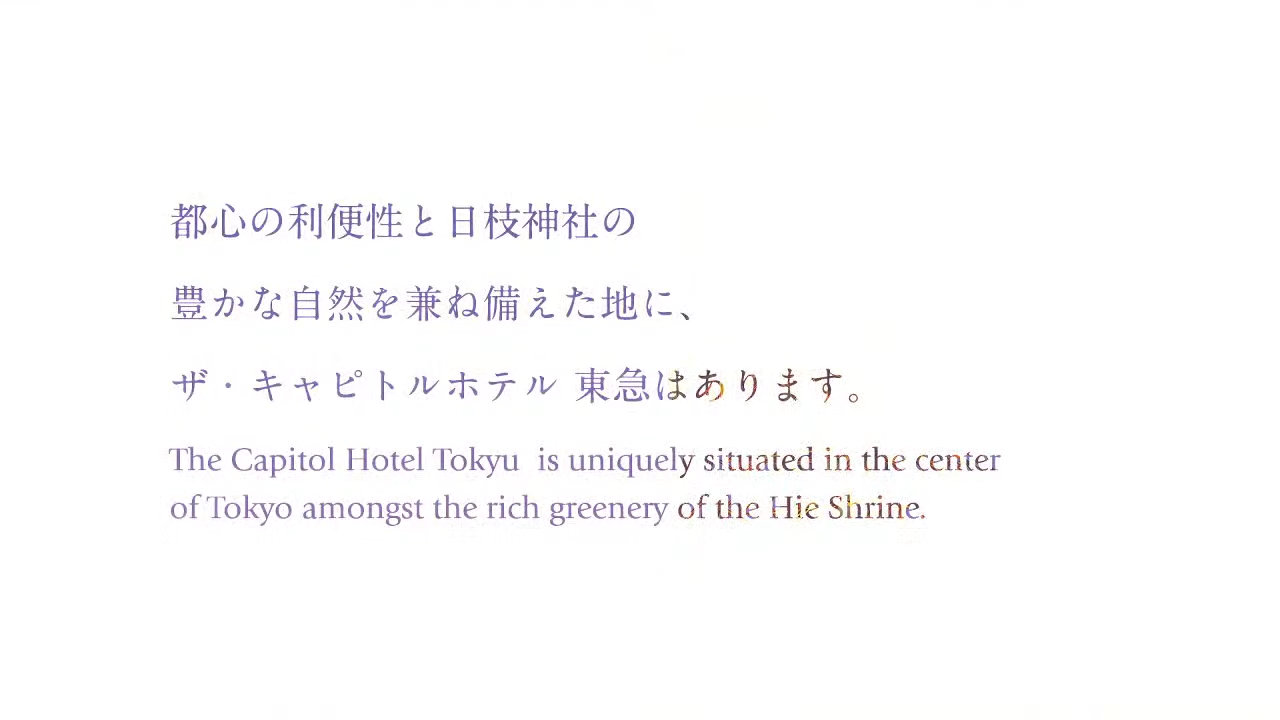 都心の利便性と日枝神社の
豊かな自然を兼ね備えた地に、
ザ・キャピトルホテル 東急はあります。
The Capitol Hotel Tokyu is uniquely situated in the center
of Tokyo amongst the rich greenery of the Hie Shrine.